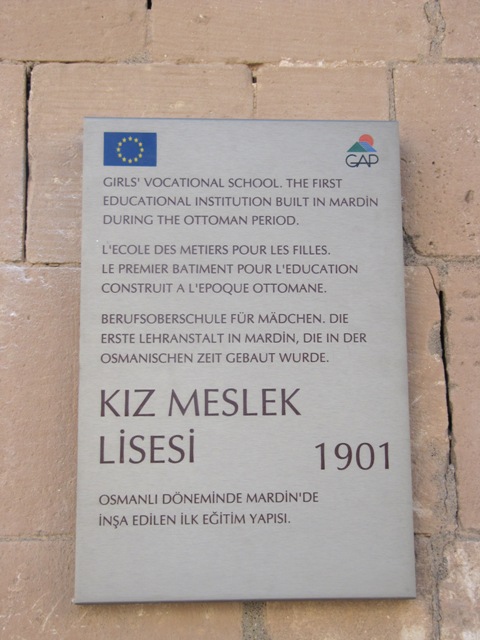 GAP
GIRLS' VOCATIONAL SCHOOL. THE FIRST
EDUCATIONAL INSTITUTION BUILT IN MARDİN
DURING THE OTTOMAN PERIOD.
L'ECOLE DES METIERS POUR LES FILLES.
LE PREMIER BATIMENT POUR L'EDUCATION
CONSTRUIT A L'EPOQUE OTTOMANE.
BERUFSOBERSCHULE FÜR MÄDCHEN. DIE
ERSTE LEHRANSTALT IN MARDİN, DIE IN DER
OSMANISCHEN ZEIT GEBAUT WURDE.
KIZ MESLEK
LİSESİ 1901
OSMANLI DÖNEMİNDE MARDİN'DE
İNŞA EDİLEN İLK EĞİTİM YAPISI.